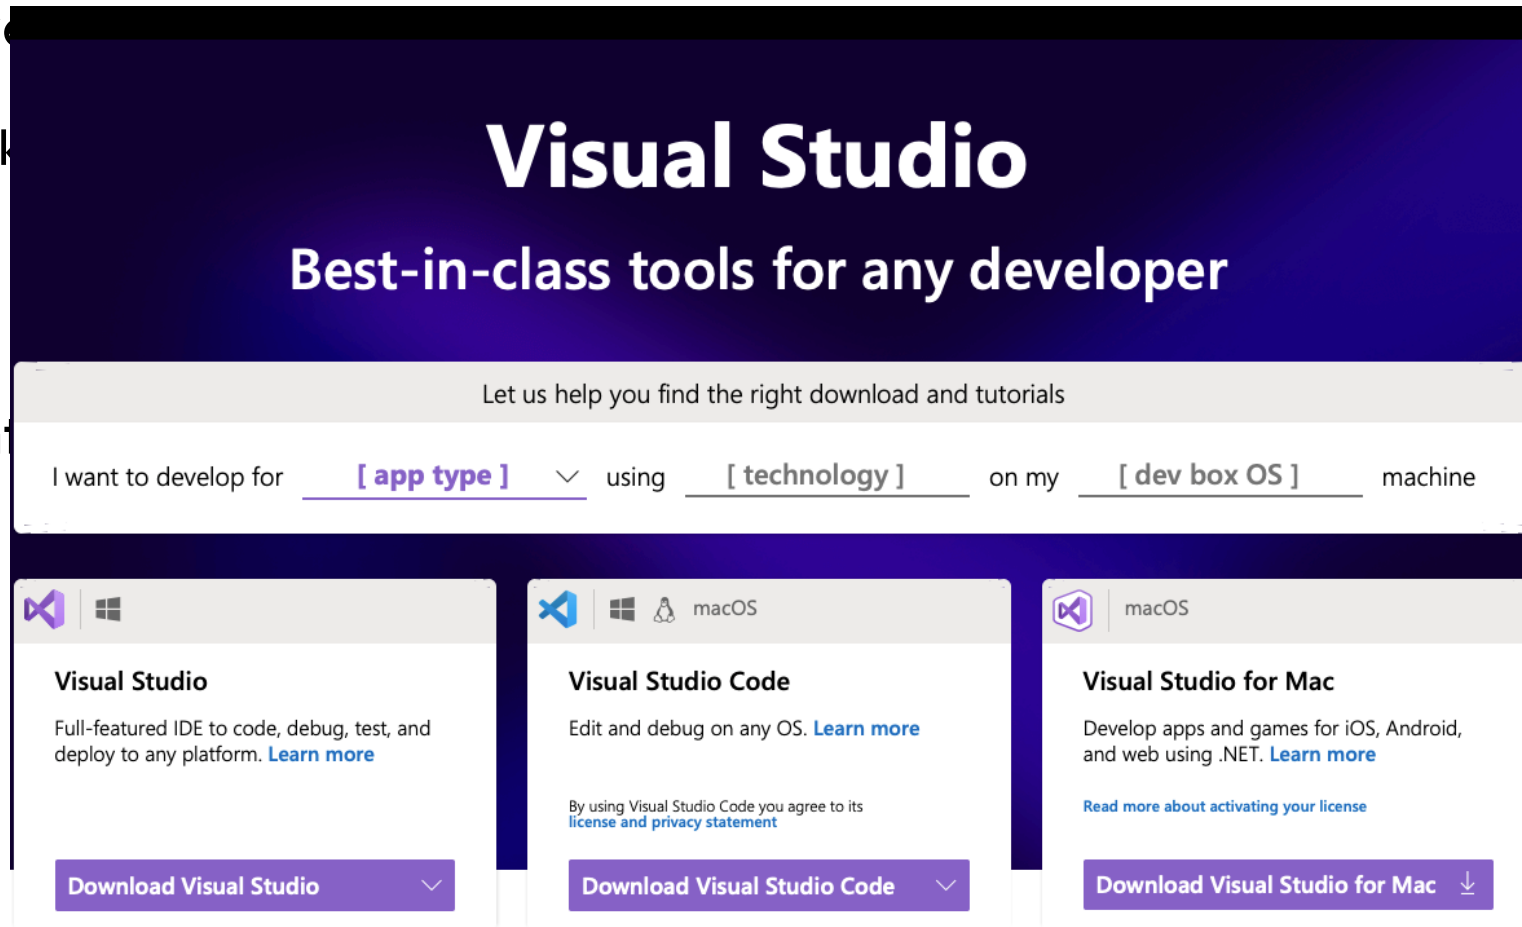 Visual Studio
Best-in-class tools for any developer
Let us help you find the right download and tutorials
I want to develop for [ app type ] using [ technology ] on my [ dev box OS ] machine
Visual Studio
Full-featured IDE to code, debug, test, and
deploy to any platform. Learn more
Download Visual Studio
macOS
Visual Studio Code
Edit and debug on any OS. Learn more
By using Visual Studio Code you agree to its
license and privacy statement
Download Visual Studio Code
macOS
Visual Studio for Mac
Develop apps and games for iOS, Android,
and web using .NET. Learn more
Read more about activating your license
Download Visual Studio for Mac